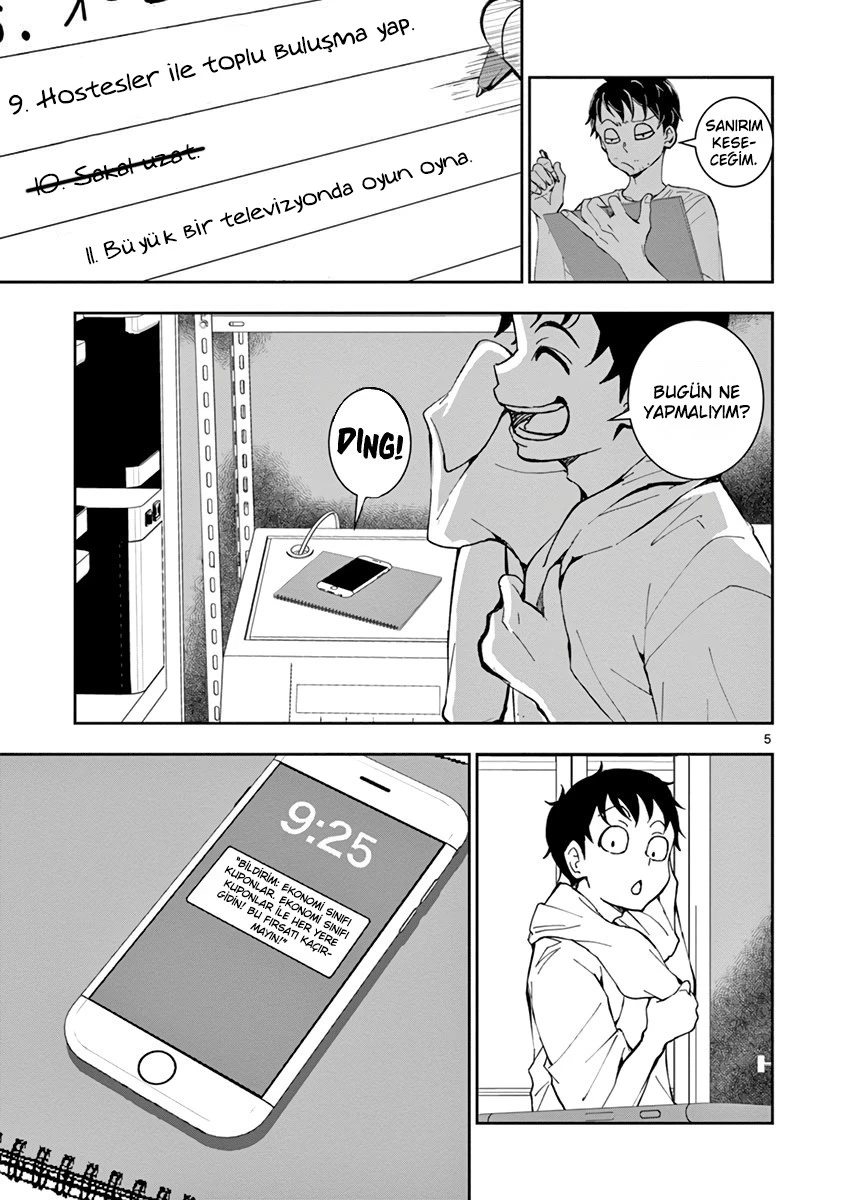 9. Hostesler ile toplu buluşma yap.
10. Sakal uzat.
11. Büyük bir televizyonda oyun oyna.
SANIRIM
KESE-
CEĞİM.
BUGÜN NE
YAPMALIYIM?
DING!
5
9:25
"BİLDİRİM: EKONOMİ SINIFI
KUPONLAR. EKONOMİ SINIFI
KUPONLAR İLE HER YERE
GİDİN! BU FIRSATI KAÇIR-
MAYIN!"